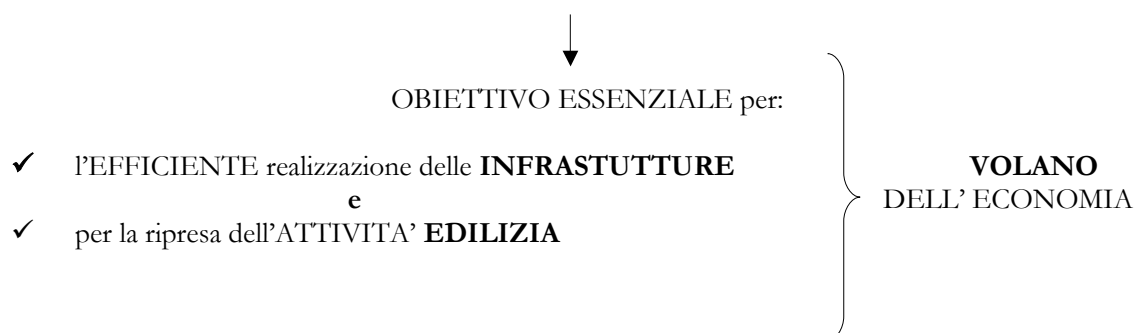 OBIETTIVO ESSENZIALE per:
✓ l'EFFICIENTE realizzazione delle INFRASTUTTURE
e
✓ per la ripresa dell'ATTIVITA' EDILIZIA
VOLANO
DELL' ECONOMIA